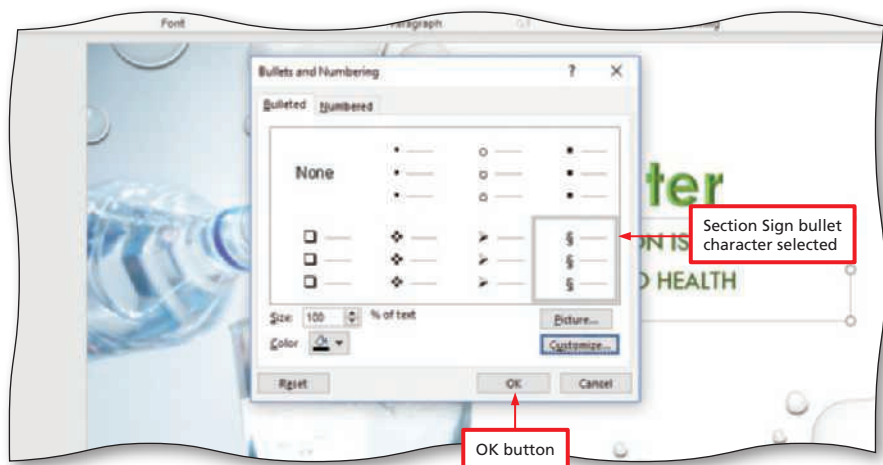 Font
Paragraph
Bullets and Numbering ? ×
Bulleted Numbered
None
ter
Section Sign bullet
character selected
ON IS
D HEALTH
Size: 100 % of text
Color
Picture...
Customize...
Reset OK Cancel
OK button